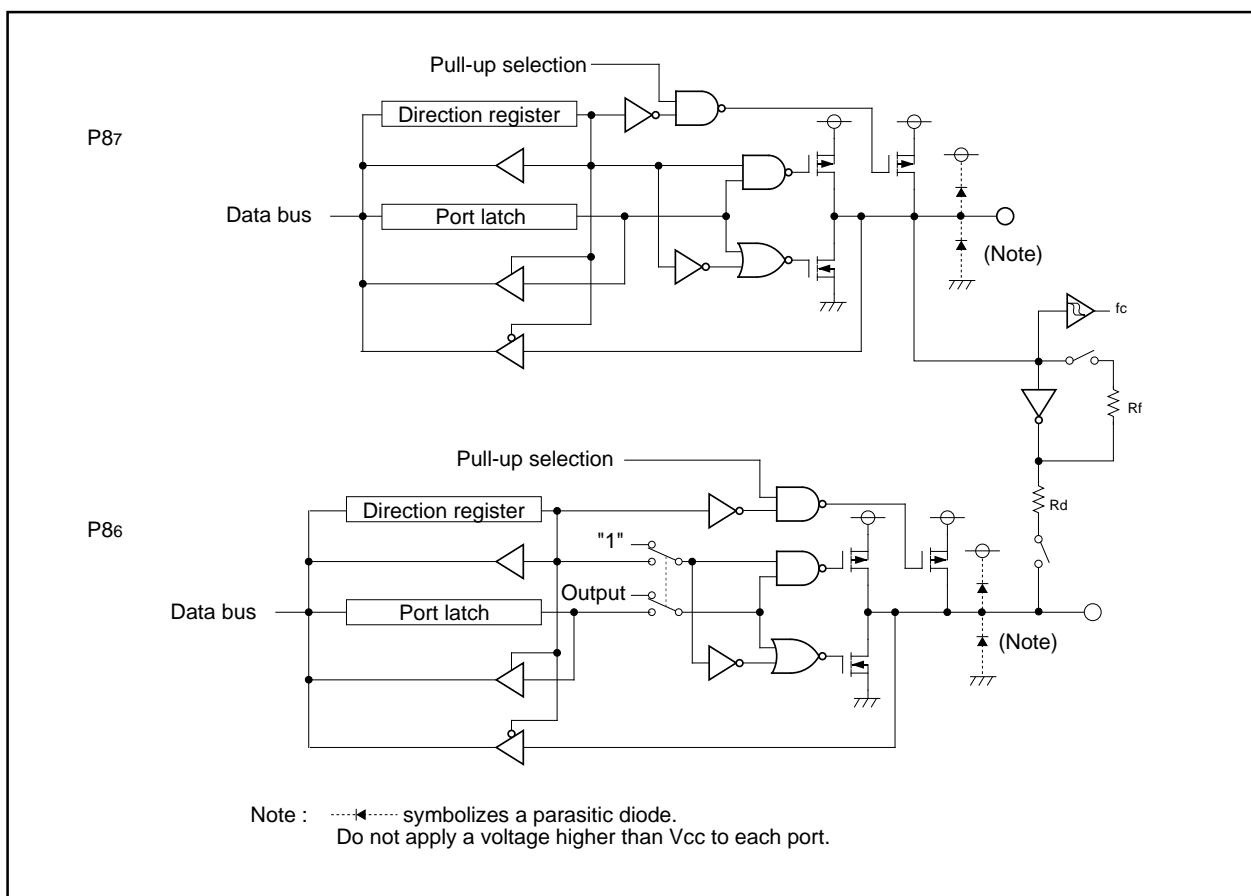 Pull-up selection
Direction register
P87
Data bus
Port latch
(Note)
fc
Rf
Pull-up selection
Direction register
Rd
P86
"1"
Output
Data bus
Port latch
(Note)
Note : symbolizes a parasitic diode.
Do not apply a voltage higher than Vcc to each port.